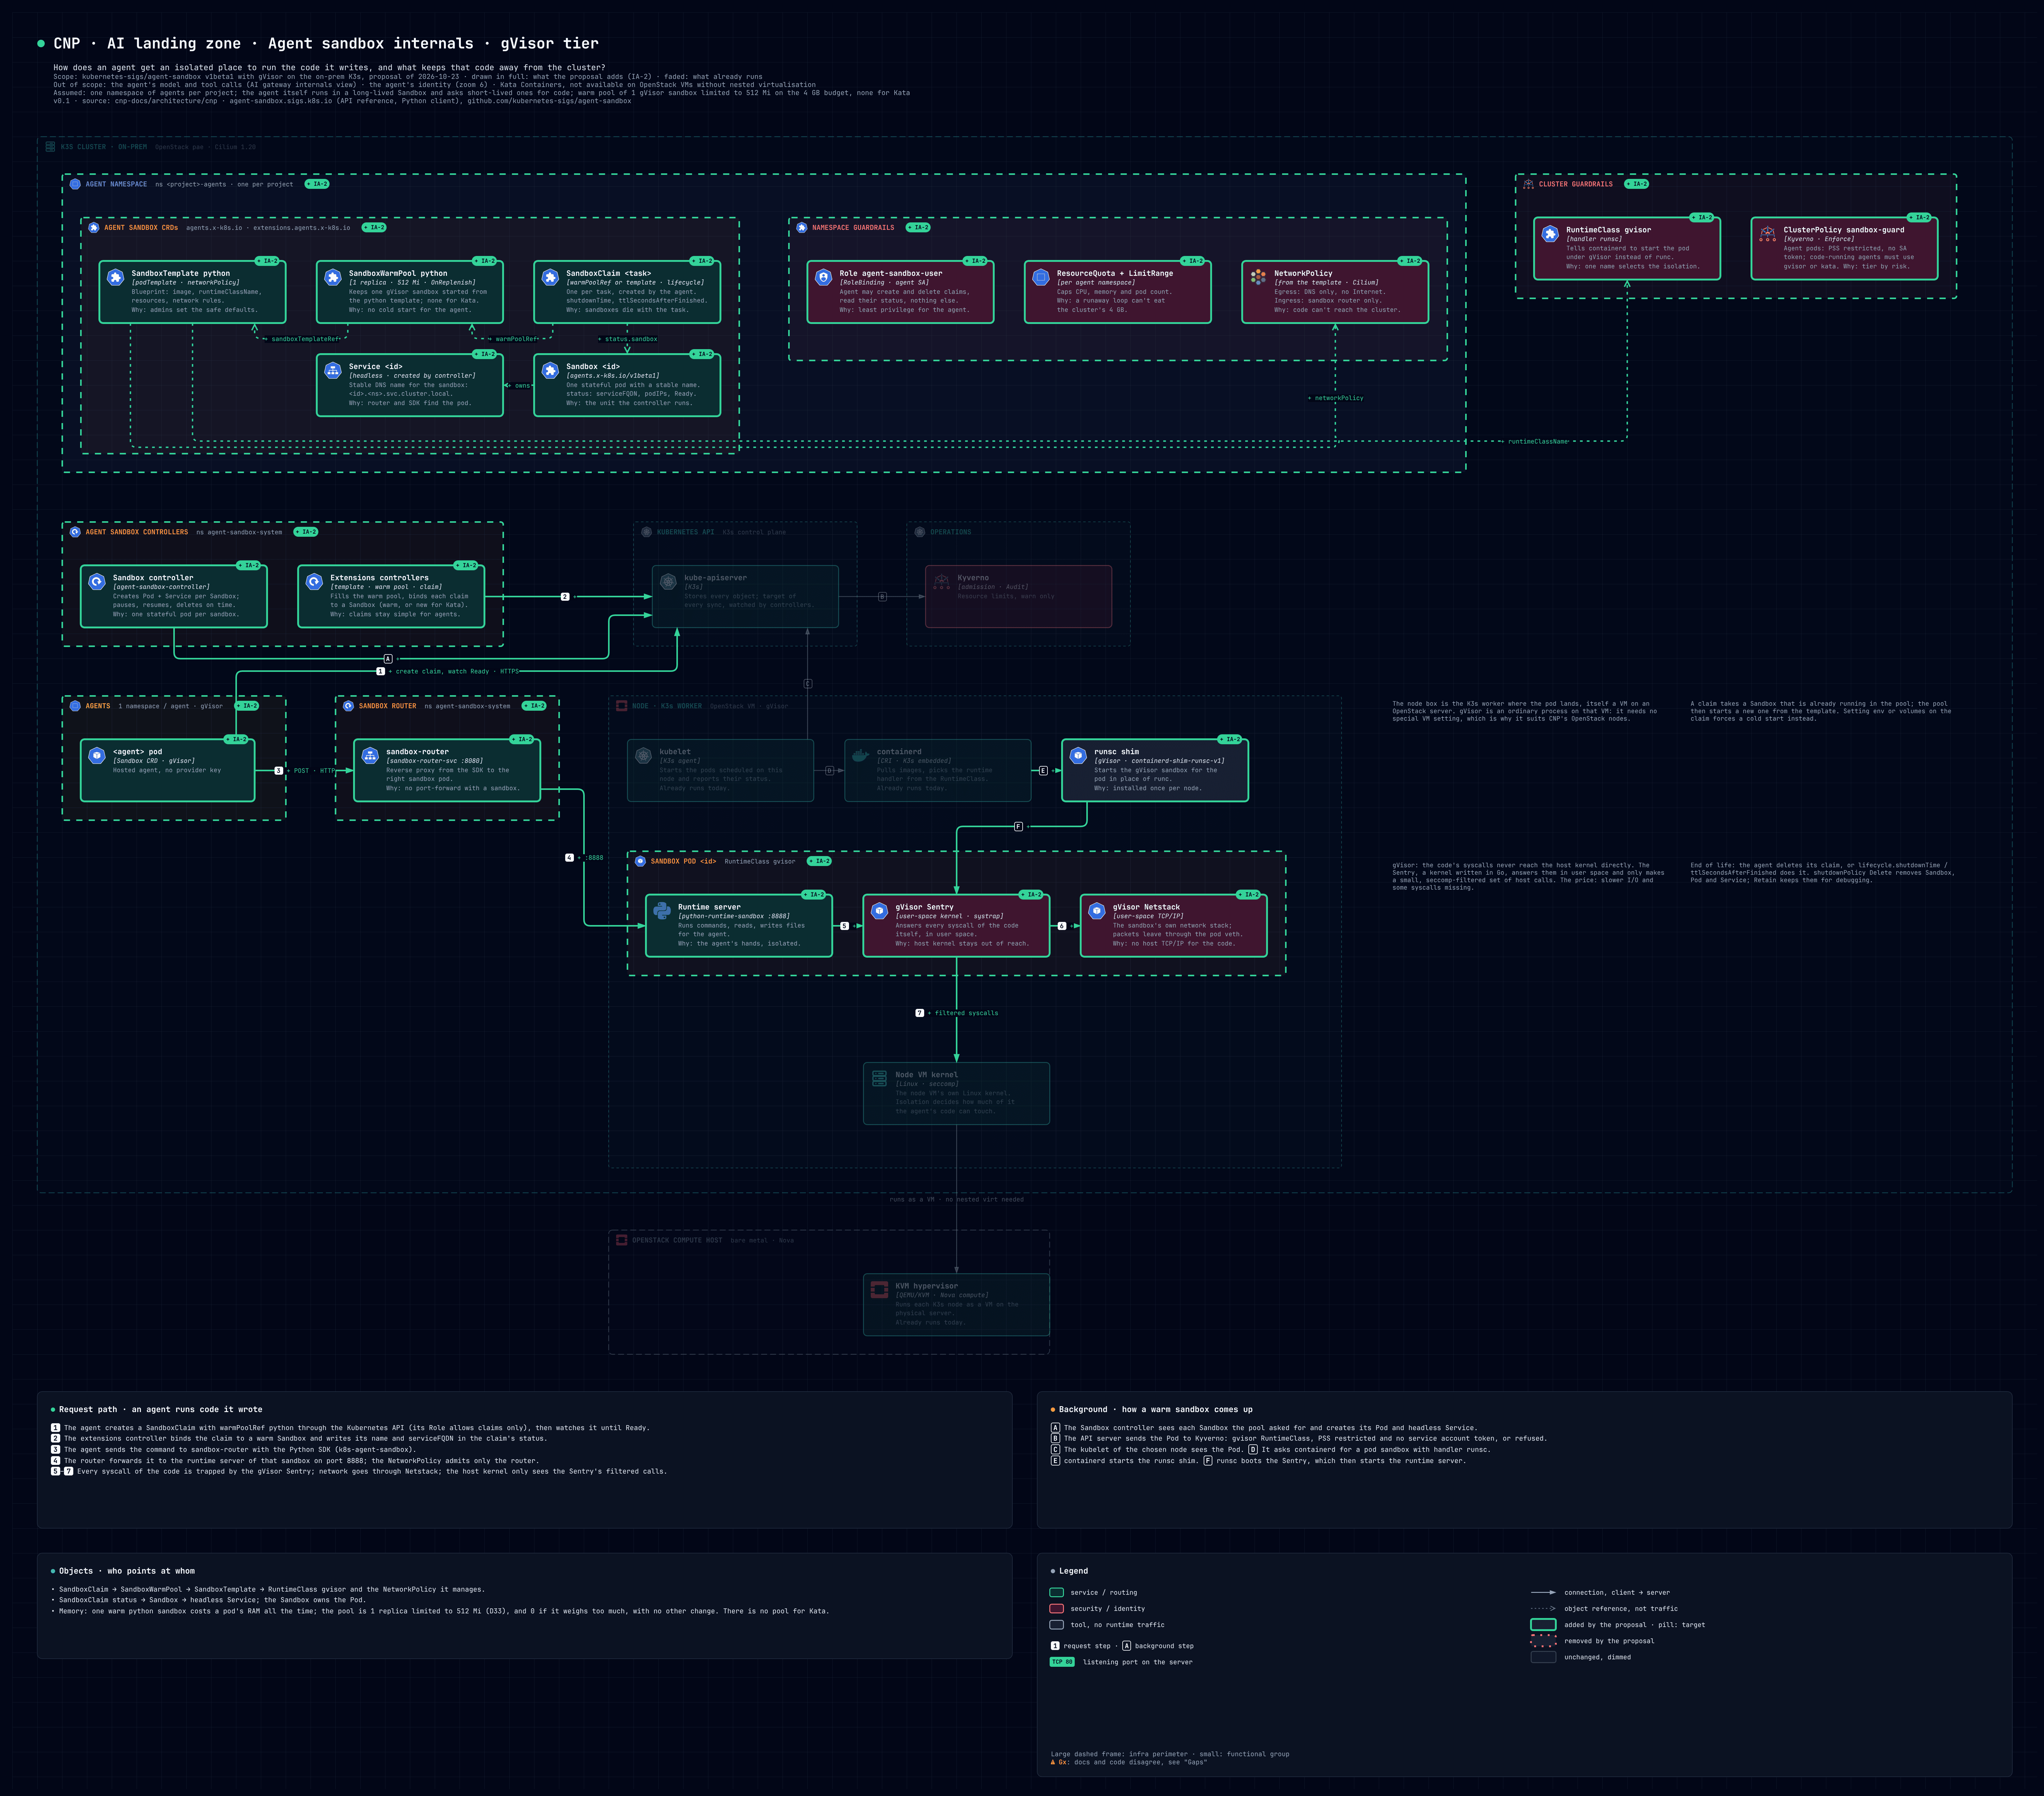 CNP · AI landing zone · Agent sandbox internals · gVisor tier
How does an agent get an isolated place to run the code it writes, and what keeps that code away from the cluster?
Scope: kubernetes-sigs/agent-sandbox v1beta1 with gVisor on the on-prem K3s, proposal of 2026-10-23 · drawn in full: what the proposal adds (IA-2) · faded: what already runs
Out of scope: the agent's model and tool calls (AI gateway internals view) · the agent's identity (zoom 6) · Kata Containers, not available on OpenStack VMs without nested virtualisation
Assumed: one namespace of agents per project; the agent itself runs in a long-lived Sandbox and asks short-lived ones for code; warm pool of 1 gVisor sandbox limited to 512 Mi on the 4 GB budget, none for Kata
v0.1 · source: cnp-docs/architecture/cnp · agent-sandbox.sigs.k8s.io (API reference, Python client), github.com/kubernetes-sigs/agent-sandbox
K3S CLUSTER · ON-PREM OpenStack pae · Cilium 1.20
AGENT NAMESPACE ns <project>-agents · one per project + IA-2
AGENT SANDBOX CRDs agents.x-k8s.io · extensions.agents.x-k8s.io + IA-2
+ IA-2
SandboxTemplate python
[podTemplate · networkPolicy]
Blueprint: image, runtimeClassName,
resources, network rules.
Why: admins set the safe defaults.
+ IA-2
SandboxWarmPool python
[1 replica · 512 Mi · OnReplenish]
Keeps one gVisor sandbox started from
the python template; none for Kata.
Why: no cold start for the agent.
+ IA-2
SandboxClaim <task>
[warmPoolRef or template · lifecycle]
One per task, created by the agent.
shutdownTime, ttlSecondsAfterFinished.
Why: sandboxes die with the task.
+ sandboxTemplateRef
+ warmPoolRef
+ status.sandbox
+ IA-2
Service <id>
[headless · created by controller]
Stable DNS name for the sandbox:
<id>.<ns>.svc.cluster.local.
Why: router and SDK find the pod.
+ owns
+ IA-2
Sandbox <id>
[agents.x-k8s.io/v1beta1]
One stateful pod with a stable name.
status: serviceFQDN, podIPs, Ready.
Why: the unit the controller runs.
NAMESPACE GUARDRAILS + IA-2
+ IA-2
Role agent-sandbox-user
[RoleBinding · agent SA]
Agent may create and delete claims,
read their status, nothing else.
Why: least privilege for the agent.
+ IA-2
ResourceQuota + LimitRange
[per agent namespace]
Caps CPU, memory and pod count.
Why: a runaway loop can't eat
the cluster's 4 GB.
+ IA-2
NetworkPolicy
[from the template · Cilium]
Egress: DNS only, no Internet.
Ingress: sandbox router only.
Why: code can't reach the cluster.
+ networkPolicy
+ runtimeClassName
CLUSTER GUARDRAILS + IA-2
+ IA-2
RuntimeClass gvisor
[handler runsc]
Tells containerd to start the pod
under gVisor instead of runc.
Why: one name selects the isolation.
+ IA-2
ClusterPolicy sandbox-guard
[Kyverno · Enforce]
Agent pods: PSS restricted, no SA
token; code-running agents must use
gvisor or kata. Why: tier by risk.
AGENT SANDBOX CONTROLLERS ns agent-sandbox-system + IA-2
+ IA-2
Sandbox controller
[agent-sandbox-controller]
Creates Pod + Service per Sandbox;
pauses, resumes, deletes on time.
Why: one stateful pod per sandbox.
+ IA-2
Extensions controllers
[template · warm pool · claim]
Fills the warm pool, binds each claim
to a Sandbox (warm, or new for Kata).
Why: claims stay simple for agents.
2 +
A +
1 + create claim, watch Ready · HTTPS
KUBERNETES API K3s control plane
kube-apiserver
[k3s]
Stores every object; target of
every sync, watched by controllers.
B
OPERATIONS
Kyverno
[admission · Audit]
Resource limits, warn only
C
AGENTS 1 namespace / agent · gVisor + IA-2
+ IA-2
<agent> pod
[Sandbox CRD · gVisor]
Hosted agent, no provider key
3 + POST · HTTP
SANDBOX ROUTER ns agent-sandbox-system + IA-2
+ IA-2
sandbox-router
[sandbox-router-svc :8080]
Reverse proxy from the SDK to the
right sandbox pod.
Why: no port-forward with a sandbox.
4 + :8888
NODE · K3s WORKER OpenStack VM · gVisor
kubelet
[K3s agent]
Starts the pods scheduled on this
node and reports their status.
Already runs today.
D
containerd
[CRI · K3s embedded]
Pulls images, picks the runtime
handler from the RuntimeClass.
Already runs today.
E +
+ IA-2
runsc shim
[gVisor · containerd-shim-runsc-v1]
Starts the gVisor sandbox for the
pod in place of runc.
Why: installed once per node.
F +
SANDBOX POD <id> RuntimeClass gvisor + IA-2
+ IA-2
Runtime server
[python-runtime-sandbox :8888]
Runs commands, reads, writes files
for the agent.
Why: the agent's hands, isolated.
5 +
+ IA-2
gVisor Sentry
[user-space kernel · systrap]
Answers every syscall of the code
itself, in user space.
Why: host kernel stays out of reach.
6 +
+ IA-2
gVisor Netstack
[user-space TCP/IP]
The sandbox's own network stack;
packets leave through the pod veth.
Why: no host TCP/IP for the code.
7 + filtered syscalls
Node VM kernel
[Linux · seccomp]
The node VM's own Linux kernel.
Isolation decides how much of it
the agent's code can touch.
runs as a VM · no nested virt needed
OPENSTACK COMPUTE HOST bare metal · Nova
KVM hypervisor
[QEMU/KVM · Nova compute]
Runs each K3s node as a VM on the
physical server.
Already runs today.
The node box is the K3s worker where the pod lands, itself a VM on an
OpenStack server. gVisor is an ordinary process on that VM: it needs no
special VM setting, which is why it suits CNP's OpenStack nodes.
A claim takes a Sandbox that is already running in the pool; the pool
then starts a new one from the template. Setting env or volumes on the
claim forces a cold start instead.
gVisor: the code's syscalls never reach the host kernel directly. The
Sentry, a kernel written in Go, answers them in user space and only makes
a small, seccomp-filtered set of host calls. The price: slower I/O and
some syscalls missing.
End of life: the agent deletes its claim, or lifecycle.shutdownTime /
ttlSecondsAfterFinished does it. shutdownPolicy Delete removes Sandbox,
Pod and Service; Retain keeps them for debugging.
Request path · an agent runs code it wrote
1 The agent creates a SandboxClaim with warmPoolRef python through the Kubernetes API (its Role allows claims only), then watches it until Ready.
2 The extensions controller binds the claim to a warm Sandbox and writes its name and serviceFQDN in the claim's status.
3 The agent sends the command to sandbox-router with the Python SDK (k8s-agent-sandbox).
4 The router forwards it to the runtime server of that sandbox on port 8888; the NetworkPolicy admits only the router.
5-7 Every syscall of the code is trapped by the gVisor Sentry; network goes through Netstack; the host kernel only sees the Sentry's filtered calls.
Background · how a warm sandbox comes up
A The Sandbox controller sees each Sandbox the pool asked for and creates its Pod and headless Service.
B The API server sends the Pod to Kyverno: gvisor RuntimeClass, PSS restricted and no service account token, or refused.
C The kubelet of the chosen node sees the Pod. D It asks containerd for a pod sandbox with handler runsc.
E containerd starts the runsc shim. F runsc boots the Sentry, which then starts the runtime server.
Objects · who points at whom
• SandboxClaim → SandboxWarmPool → SandboxTemplate → RuntimeClass gvisor and the NetworkPolicy it manages.
• SandboxClaim status → Sandbox → headless Service; the Sandbox owns the Pod.
• Memory: one warm python sandbox costs a pod's RAM all the time; the pool is 1 replica limited to 512 Mi (D33), and 0 if it weighs too much, with no other change. There is no pool for Kata.
Legend
service / routing
security / identity
tool, no runtime traffic
1 request step · A background step
TCP 80 listening port on the server
connection, client → server
object reference, not traffic
added by the proposal · pill: target
removed by the proposal
unchanged, dimmed
Large dashed frame: infra perimeter · small: functional group
Gx: docs and code disagree, see "Gaps"